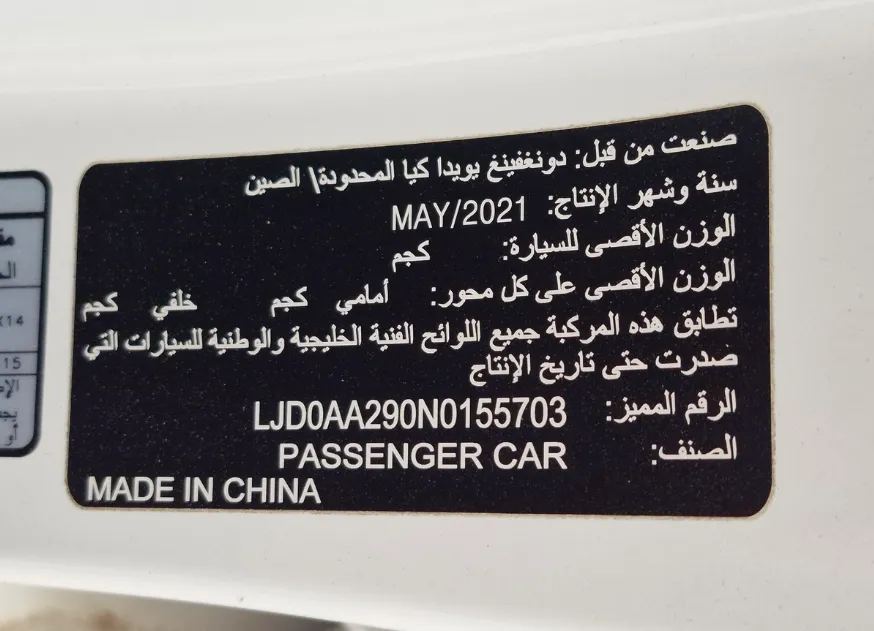 صنعت من قبل: دونغفينغ يويدا كيا المحدودة\ الصين
سنة وشهر الإنتاج: MAY/2021
الوزن الأقصى للسيارة: كجم
الوزن الأقصى على كل محور: أمامي كجم خلفي كجم
تطابق هذه المركبة جميع اللوائح الفنية الخليجية والوطنية للسيارات التي
صدرت حتى تاريخ الإنتاج
الرقم المميز: LJD0AA290N0155703
الصنف: PASSENGER CAR
MADE IN CHINA
X14
15